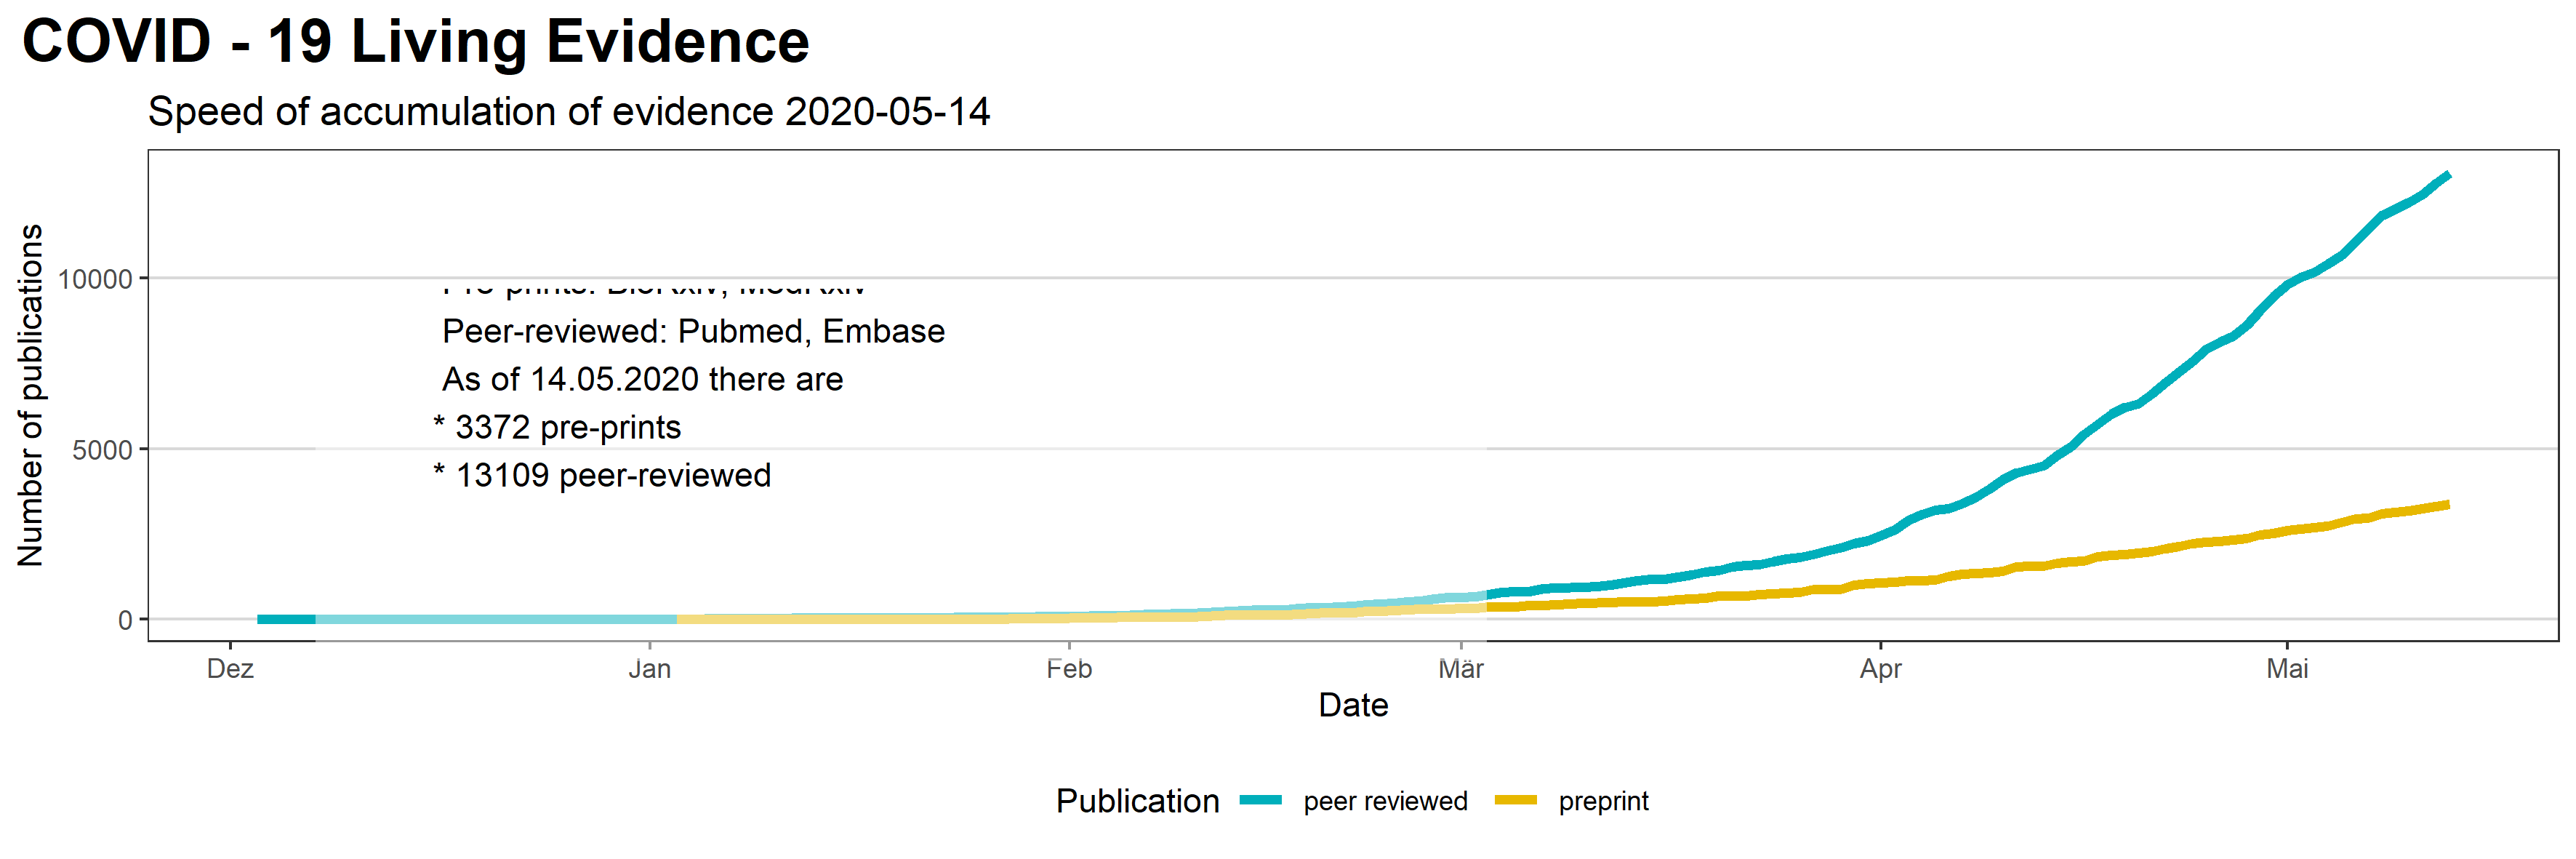 COVID - 19 Living Evidence
Speed of accumulation of evidence 2020-05-14
Number of publications
10000
5000
0
Peer-reviewed: Pubmed, Embase
As of 14.05.2020 there are
* 3372 pre-prints
* 13109 peer-reviewed
Dez Jan Feb Mär Apr Mai
Date
Publication peer reviewed preprint